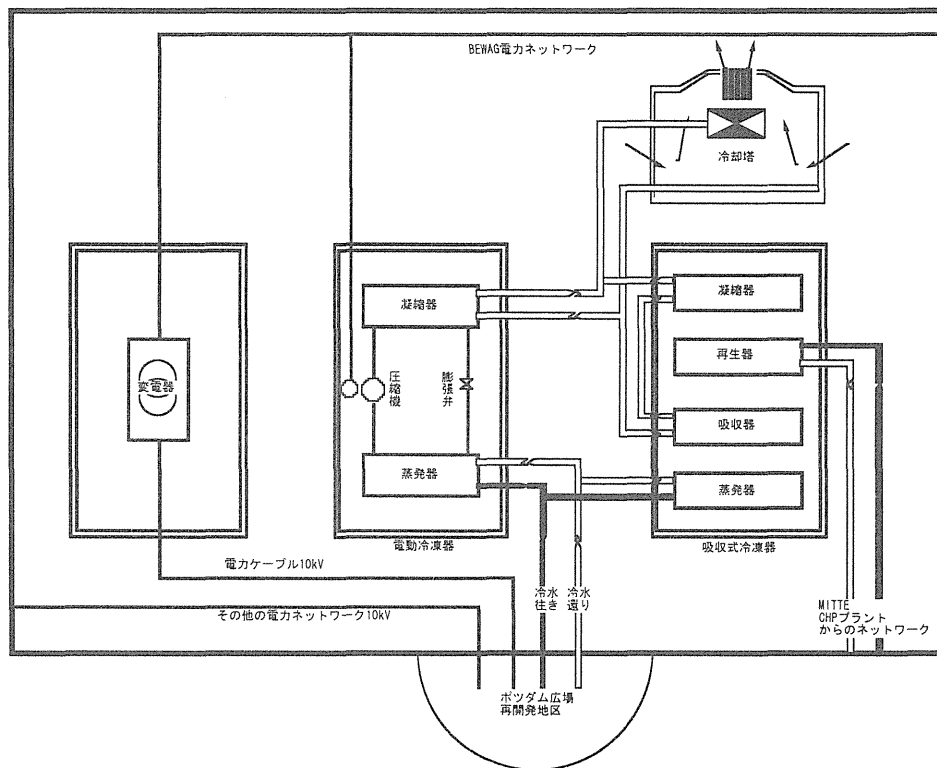 BEWAG電力ネットワーク
冷却塔
凝縮器
凝縮器
再生器
変電器
圧縮機
膨張弁
吸収器
蒸発器
蒸発器
電動冷凍器
吸収式冷凍器
電力ケーブル10kV
冷水
往き
冷水
還り
その他の電力ネットワーク10kV
MITTE
CHPプラント
からのネットワーク
ポツダム広場
再開発地区